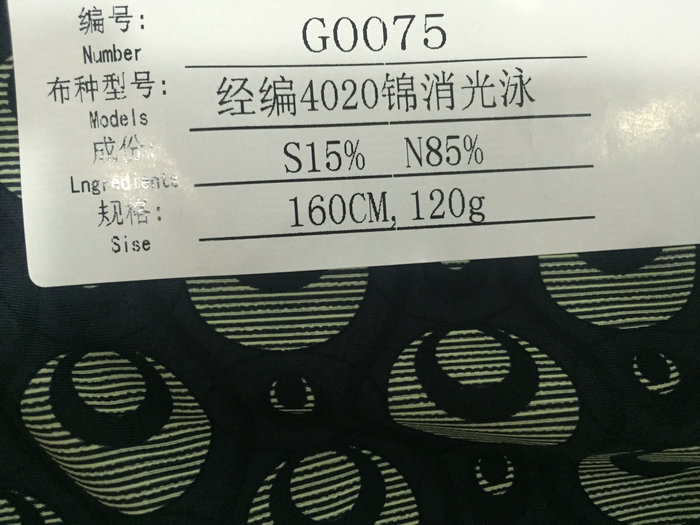 编号: G0075
Number
布种型号: 经编4020锦消光泳
Models
成份: S15% N85%
Lngredients
规格: 160CM, 120g
Sise